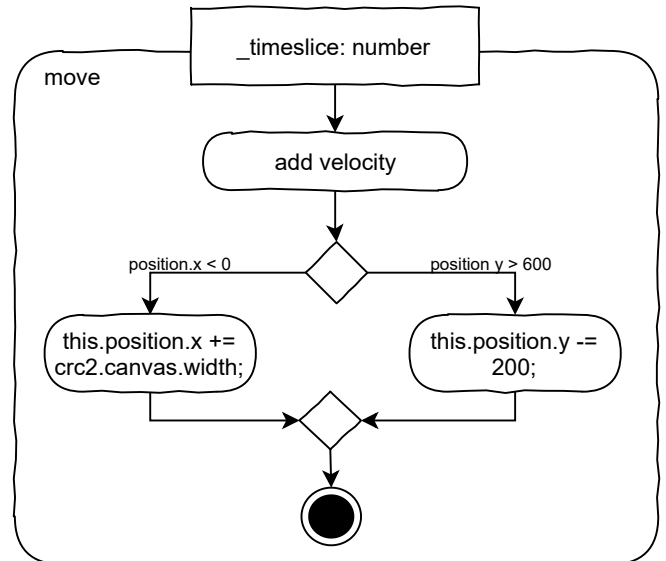 _timeslice: number
move
add velocity
position.x < 0
position y > 600
this.position.x +=
crc2.canvas.width;
this.position.y -=
200;